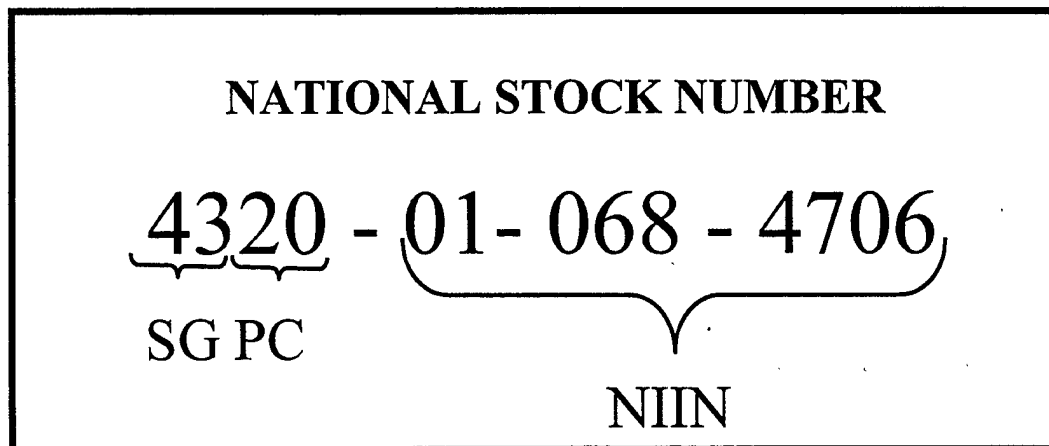 NATIONAL STOCK NUMBER
4320 - 01- 068 - 4706
SG PC
NIIN